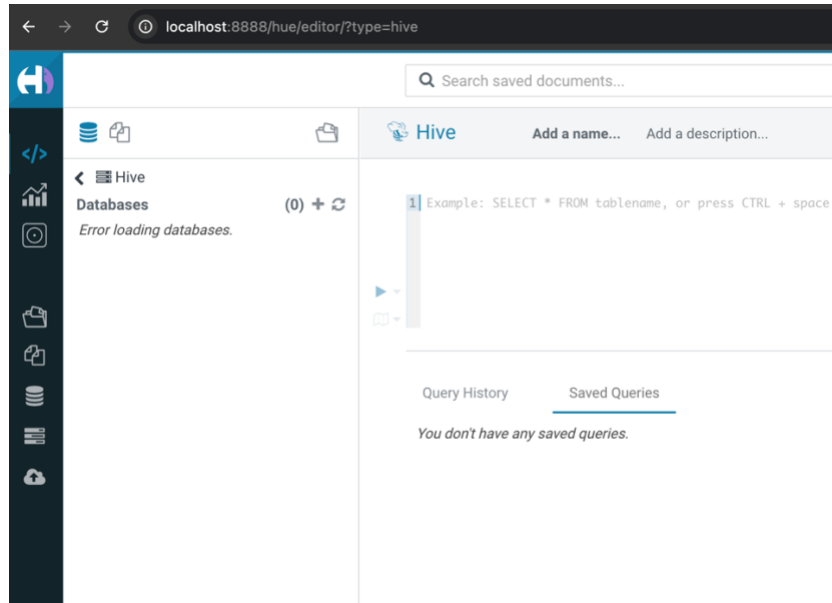 localhost:8888/hue/editor/?type=hive
Search saved documents...
Hive
Databases (0)
Error loading databases.
Hive Add a name... Add a description...
1 Example: SELECT * FROM tablename, or press CTRL + space
Query History Saved Queries
You don't have any saved queries.